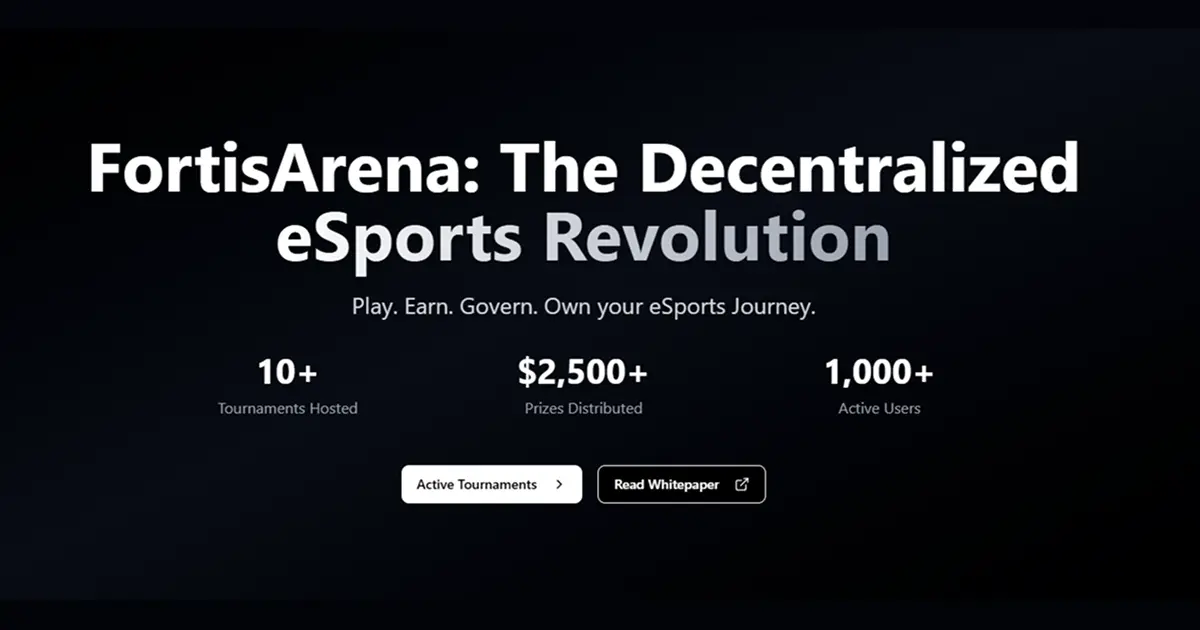 FortisArena: The Decentralized
eSports Revolution
Play. Earn. Govern. Own your eSports Journey.
10+
Tournaments Hosted
$2,500+
Prizes Distributed
1,000+
Active Users
Active Tournaments
Read Whitepaper